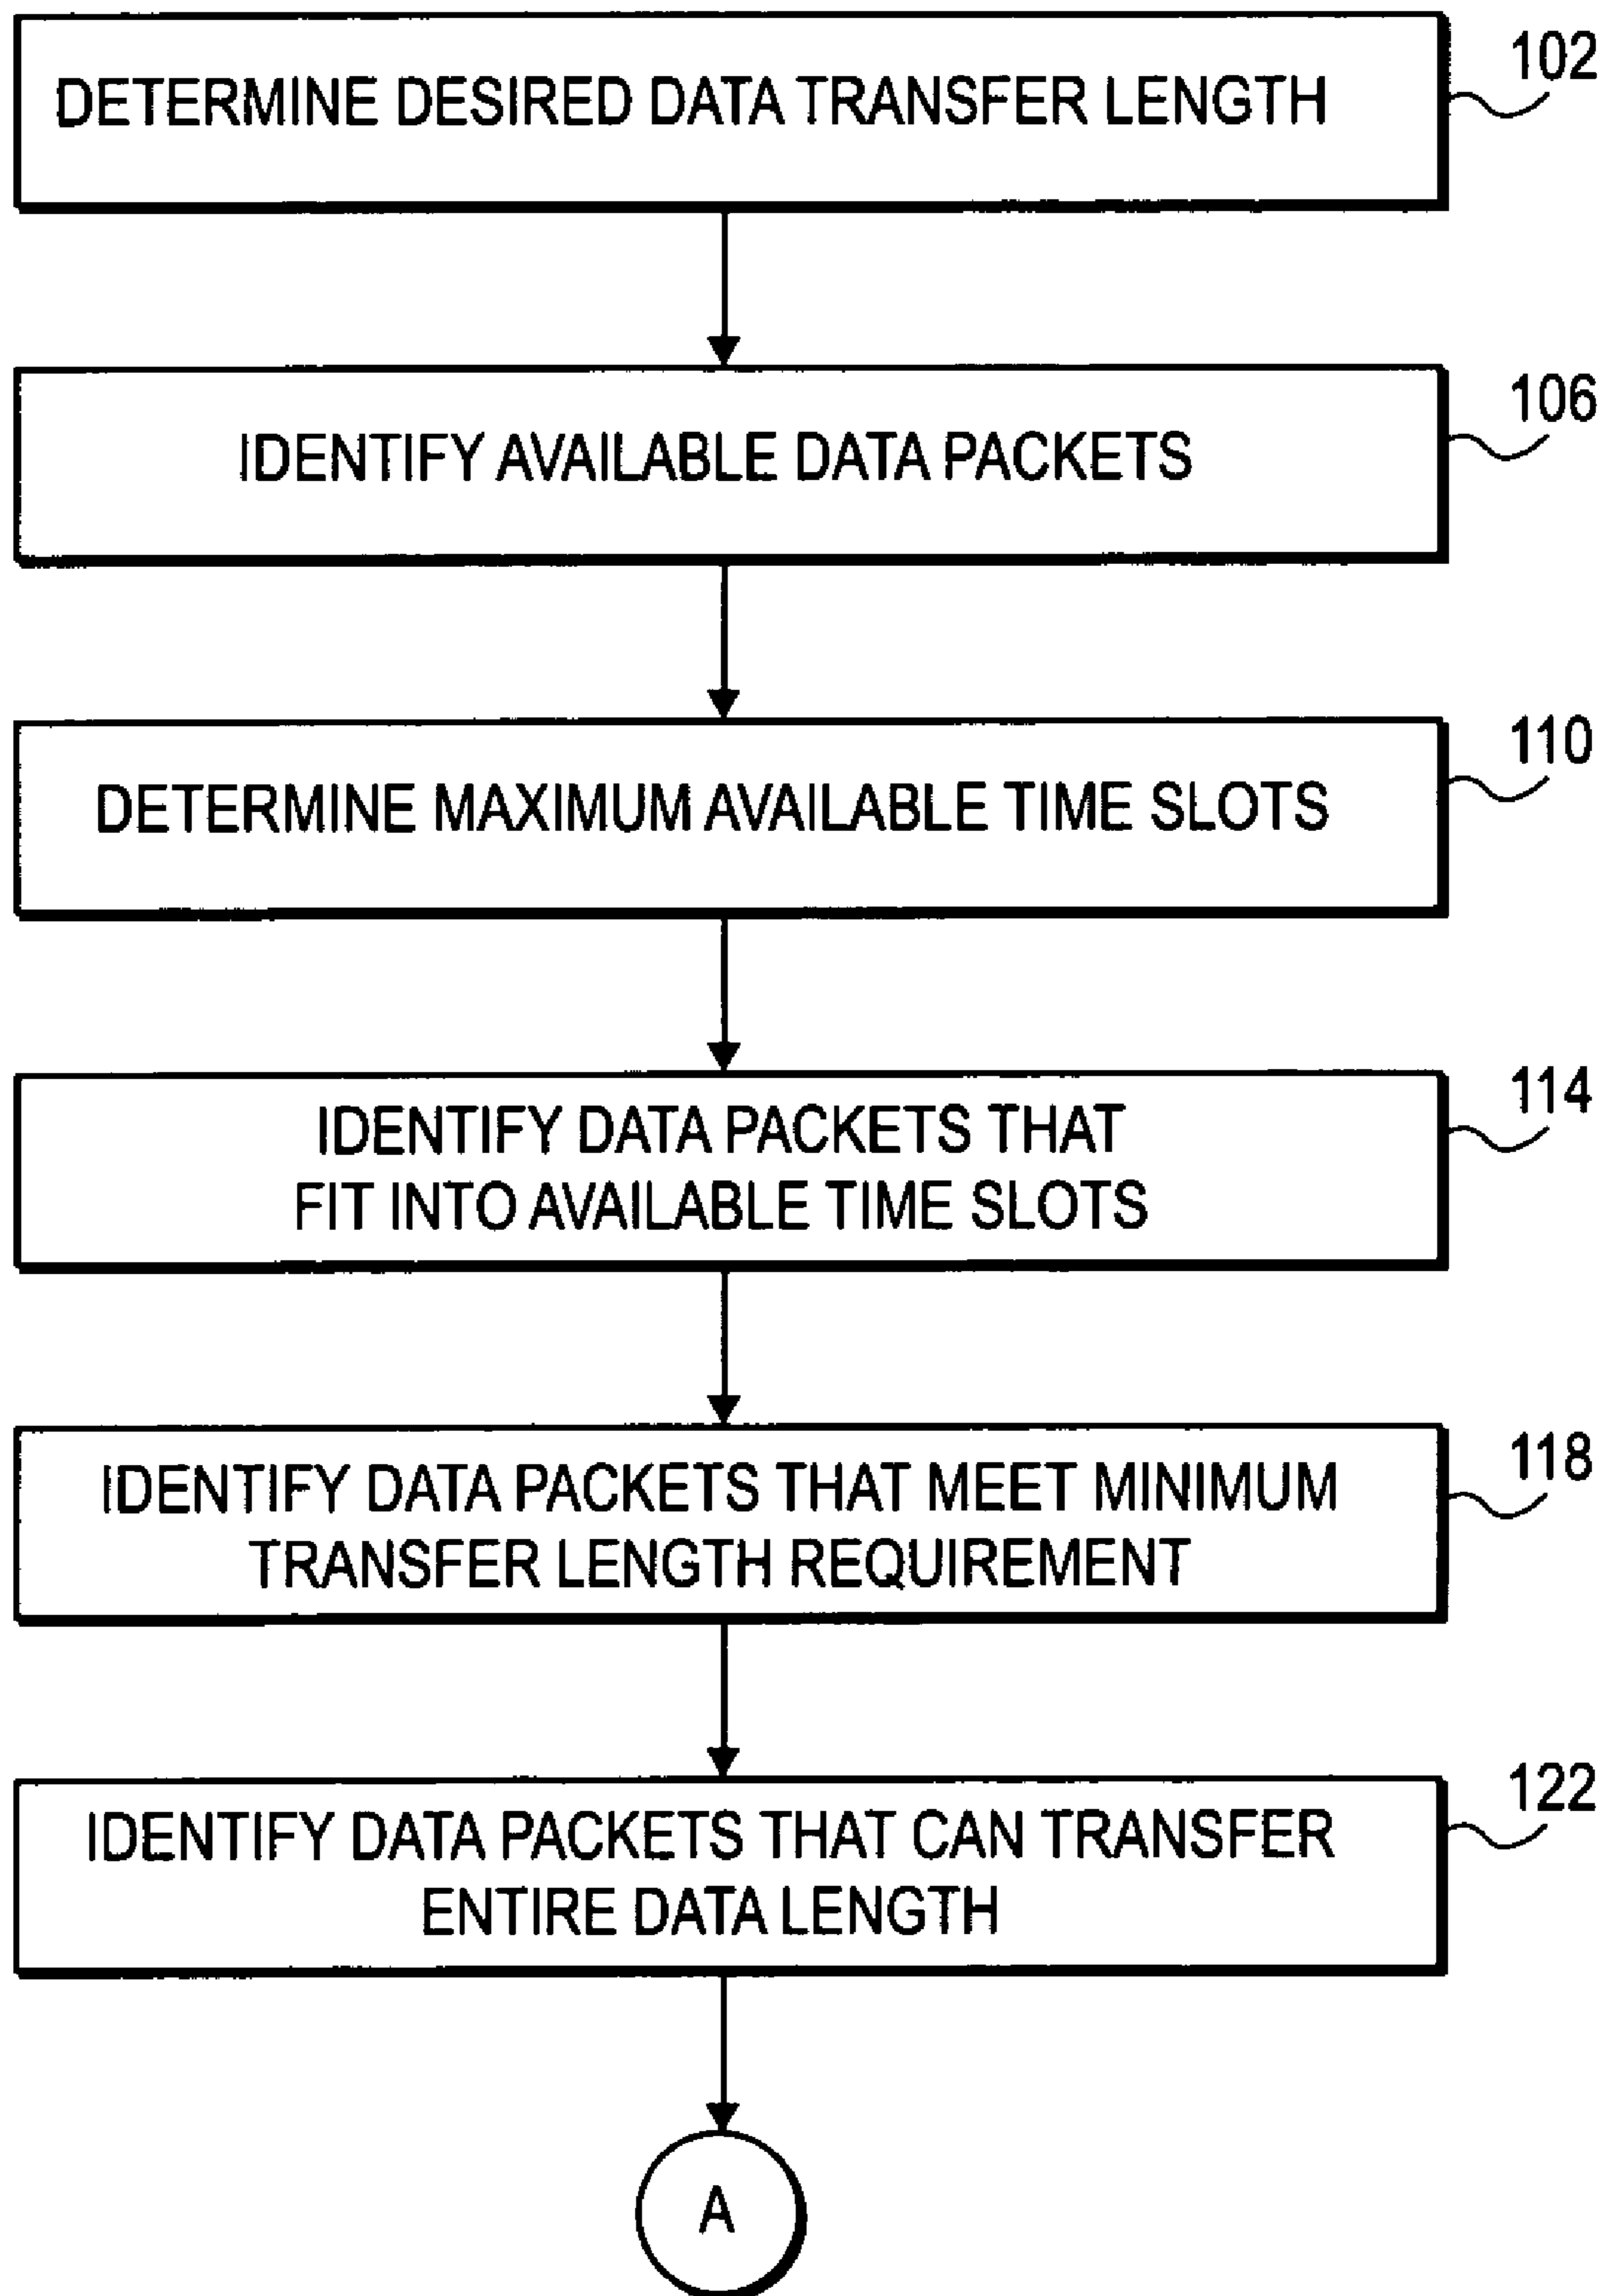 DETERMINE DESIRED DATA TRANSFER LENGTH
102
IDENTIFY AVAILABLE DATA PACKETS
106
DETERMINE MAXIMUM AVAILABLE TIME SLOTS
110
IDENTIFY DATA PACKETS THAT
FIT INTO AVAILABLE TIME SLOTS
114
IDENTIFY DATA PACKETS THAT MEET MINIMUM
TRANSFER LENGTH REQUIREMENT
118
IDENTIFY DATA PACKETS THAT CAN TRANSFER
ENTIRE DATA LENGTH
122
A